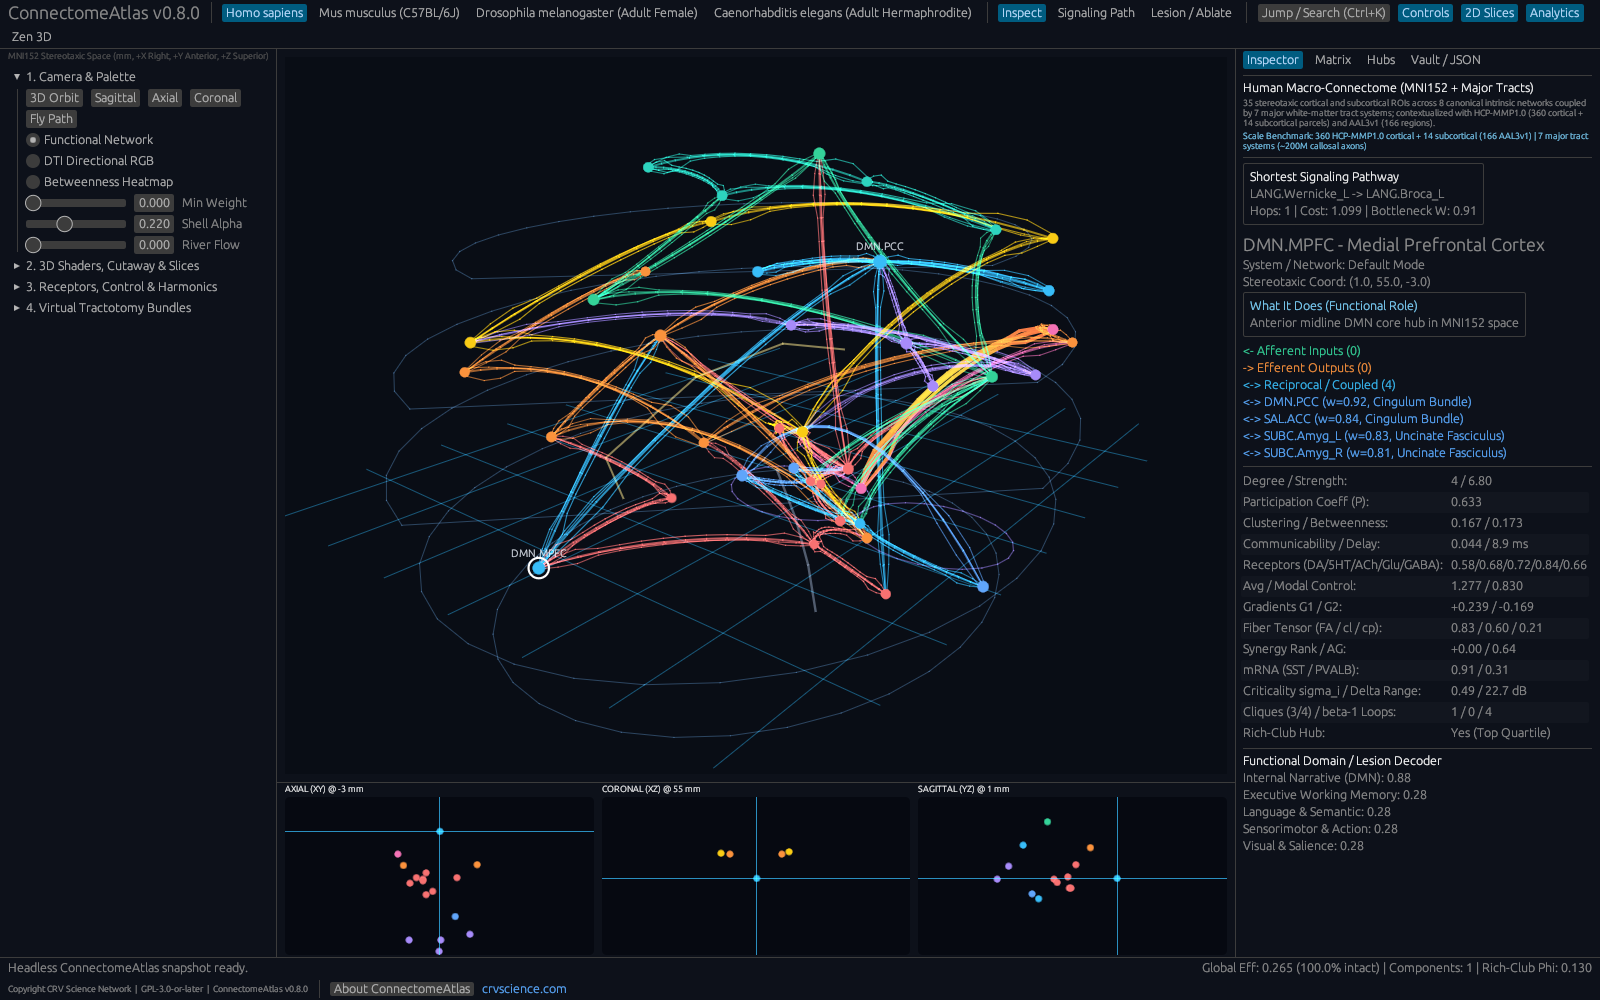 ConnectomeAtlas v0.8.0 Homo sapiens Mus musculus (C57BL/6J) Drosophila melanogaster (Adult Female) Caenorhabditis elegans (Adult Hermaphrodite) Inspect Signaling Path Lesion / Ablate Jump / Search (Ctrl+K) Controls 2D Slices Analytics
Zen 3D
MNI152 Stereotaxic Space (mm, +X Right, +Y Anterior, +Z Superior)
1. Camera & Palette
3D Orbit Sagittal Axial Coronal
Fly Path
Functional Network
DTI Directional RGB
Betweenness Heatmap
0.000 Min Weight
0.220 Shell Alpha
0.000 River Flow
2. 3D Shaders, Cutaway & Slices
3. Receptors, Control & Harmonics
4. Virtual Tractotomy Bundles
DMN.PCC
DMN.MPFC
AXIAL (XY) @ -3 mm
CORONAL (XZ) @ 55 mm
SAGITTAL (YZ) @ 1 mm
Inspector Matrix Hubs Vault / JSON
Human Macro-Connectome (MNI152 + Major Tracts)
35 stereotaxic cortical and subcortical ROIs across 8 canonical intrinsic networks coupled
by 7 major white-matter tract systems; contextualized with HCP-MMP1.0 (360 cortical +
14 subcortical parcels) and AAL3v1 (166 regions).
Scale Benchmark: 360 HCP-MMP1.0 cortical + 14 subcortical (166 AAL3v1) | 7 major tract
systems (~200M callosal axons)
Shortest Signaling Pathway
LANG.Wernicke_L -> LANG.Broca_L
Hops: 1 | Cost: 1.099 | Bottleneck W: 0.91
DMN.MPFC - Medial Prefrontal Cortex
System / Network: Default Mode
Stereotaxic Coord: (1.0, 55.0, -3.0)
What It Does (Functional Role)
Anterior midline DMN core hub in MNI152 space
<- Afferent Inputs (0)
-> Efferent Outputs (0)
<-> Reciprocal / Coupled (4)
<-> DMN.PCC (w=0.92, Cingulum Bundle)
<-> SAL.ACC (w=0.84, Cingulum Bundle)
<-> SUBC.Amyg_L (w=0.83, Uncinate Fasciculus)
<-> SUBC.Amyg_R (w=0.81, Uncinate Fasciculus)
Degree / Strength: 4 / 6.80
Participation Coeff (P): 0.633
Clustering / Betweenness: 0.167 / 0.173
Communicability / Delay: 0.044 / 8.9 ms
Receptors (DA/5HT/ACh/Glu/GABA): 0.58/0.68/0.72/0.84/0.66
Avg / Modal Control: 1.277 / 0.830
Gradients G1 / G2: +0.239 / -0.169
Fiber Tensor (FA / cl / cp): 0.83 / 0.60 / 0.21
Synergy Rank / AG: +0.00 / 0.64
mRNA (SST / PVALB): 0.91 / 0.31
Criticality sigma_i / Delta Range: 0.49 / 22.7 dB
Cliques (3/4) / beta-1 Loops: 1 / 0 / 4
Rich-Club Hub: Yes (Top Quartile)
Functional Domain / Lesion Decoder
Internal Narrative (DMN): 0.88
Executive Working Memory: 0.28
Language & Semantic: 0.28
Sensorimotor & Action: 0.28
Visual & Salience: 0.28
Headless ConnectomeAtlas snapshot ready. Global Eff: 0.265 (100.0% intact) | Components: 1 | Rich-Club Phi: 0.130
Copyright CRV Science Network | GPL-3.0-or-later | ConnectomeAtlas v0.8.0 About ConnectomeAtlas crvscience.com